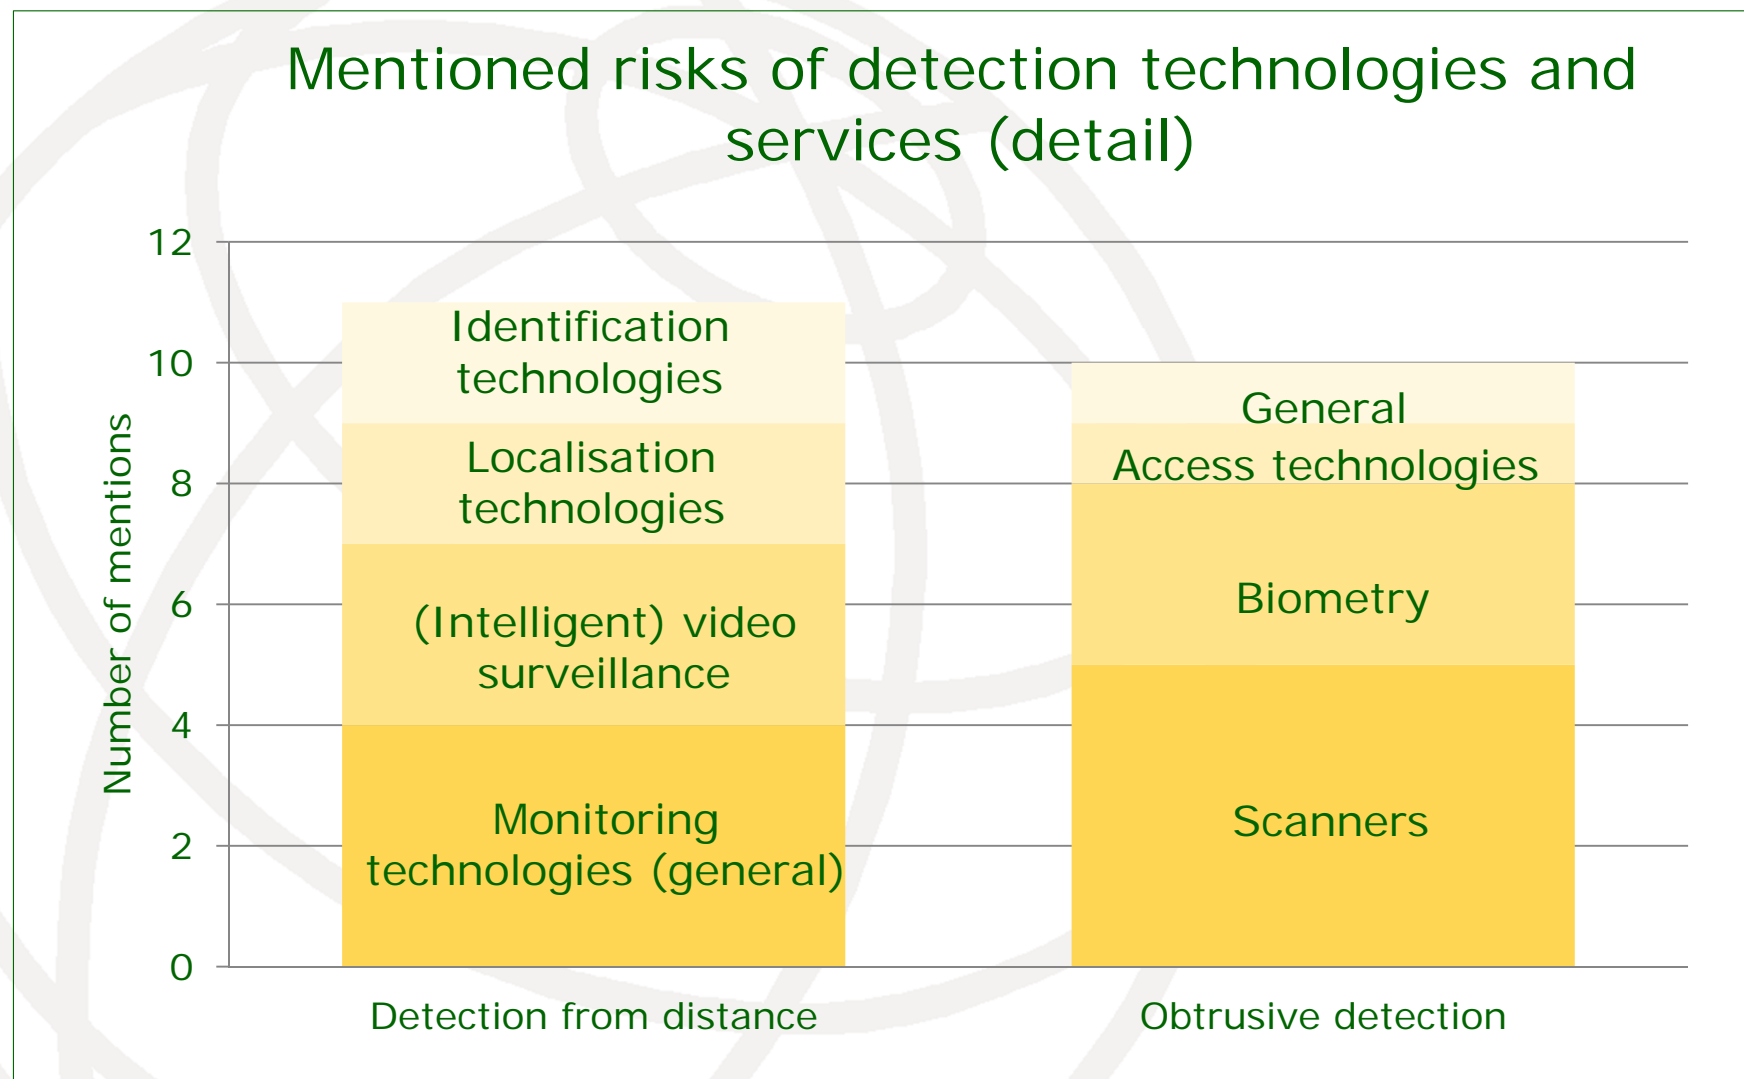 Mentioned risks of detection technologies and
services (detail)
12
10
8
6
4
2
0
Number of mentions
Identification
technologies
Localisation
technologies
(Intelligent) video
surveillance
Monitoring
technologies (general)
General
Access technologies
Biometry
Scanners
Detection from distance
Obtrusive detection